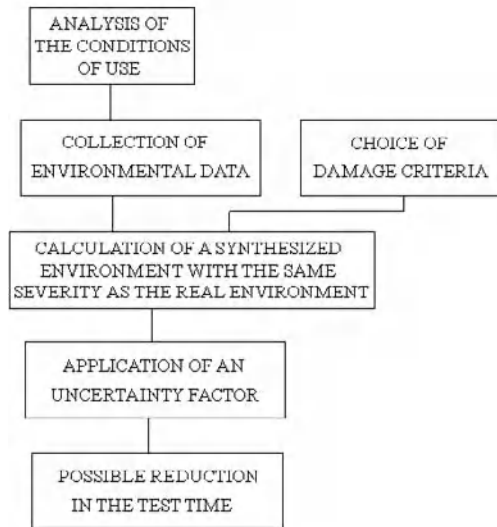 ANALYSIS OF
THE CONDITIONS
OF USE
COLLECTION OF
ENVIRONMENTAL DATA
CHOICE OF
DAMAGE CRITERIA
CALCULATION OF A SYNTHESIZED
ENVIRONMENT WITH THE SAME
SEVERITY AS THE REAL ENVIRONMENT
APPLICATION OF AN
UNCERTAINTY FACTOR
POSSIBLE REDUCTION
IN THE TEST TIME